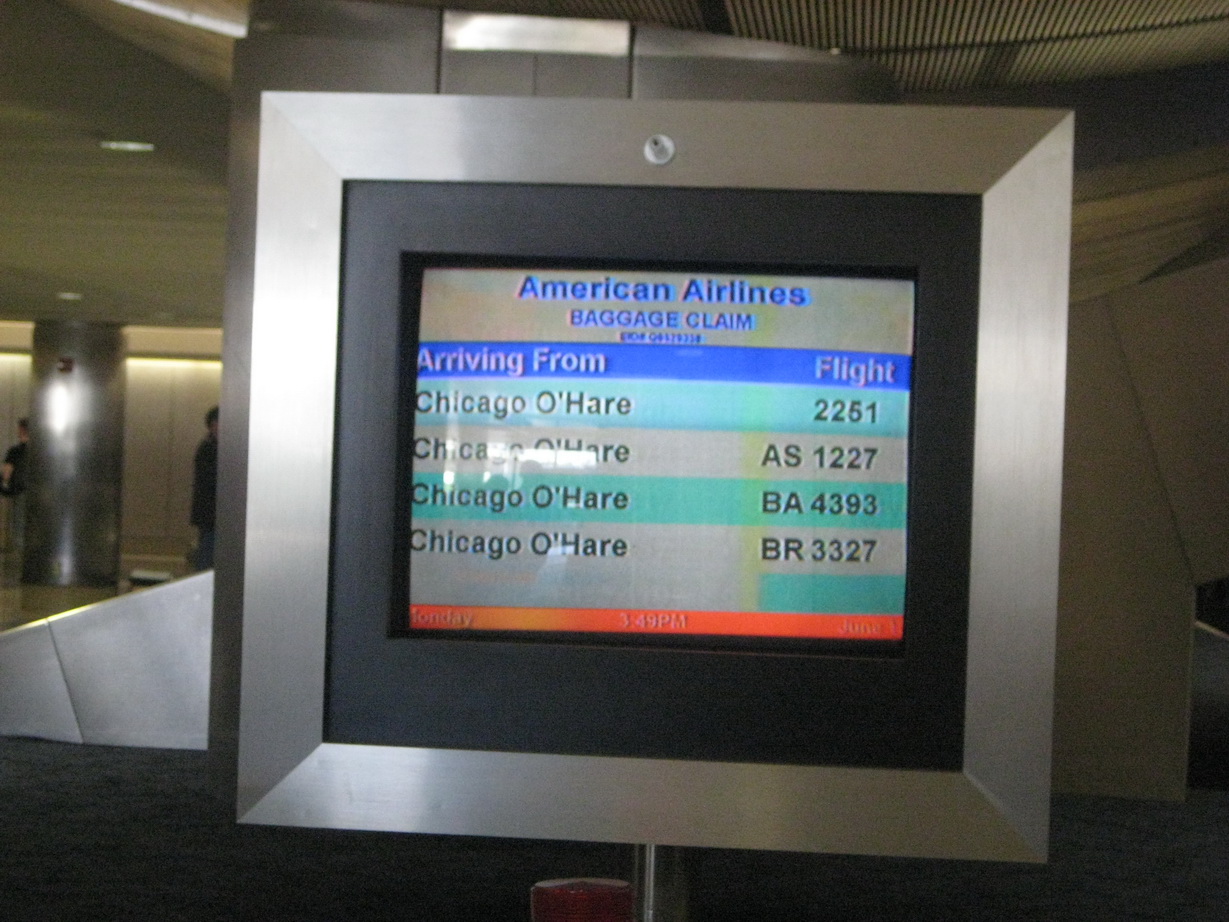 American Airlines
BAGGAGE CLAIM
Arriving From Flight
Chicago O'Hare 2251
Chicago O'Hare AS 1227
Chicago O'Hare BA 4393
Chicago O'Hare BR 3327
Monday 3:49PM June